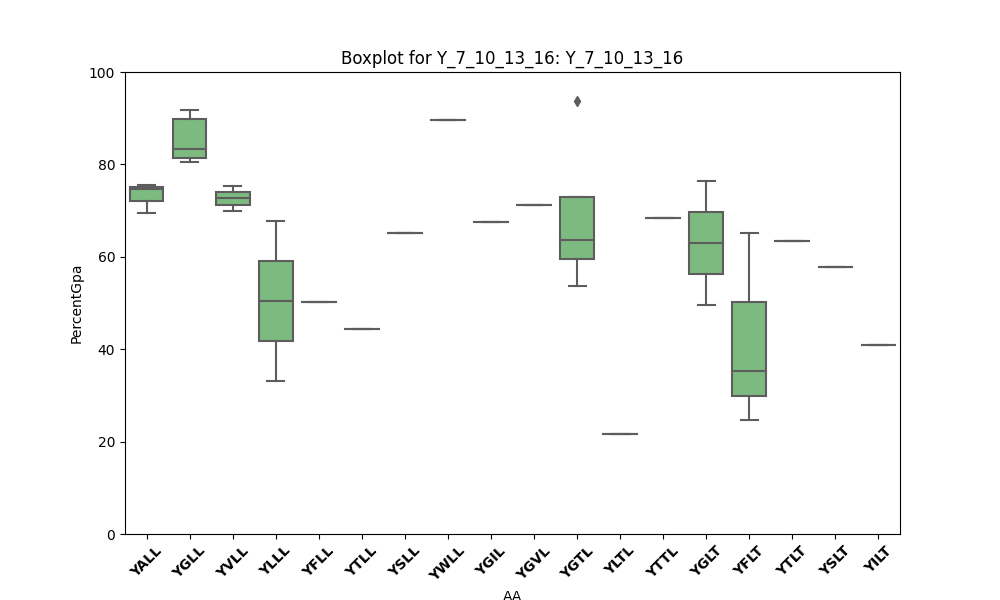 Boxplot for Y_7_10_13_16: Y_7_10_13_16
100
80
60
40
20
0
PercentGpa
YALL YGLL YVLL YLLL YFLL YTLL YSLL YWLL YGIL YGVL YGTL YLTL YTTL YGLT YFLT YTLT YSLT YILT
AA